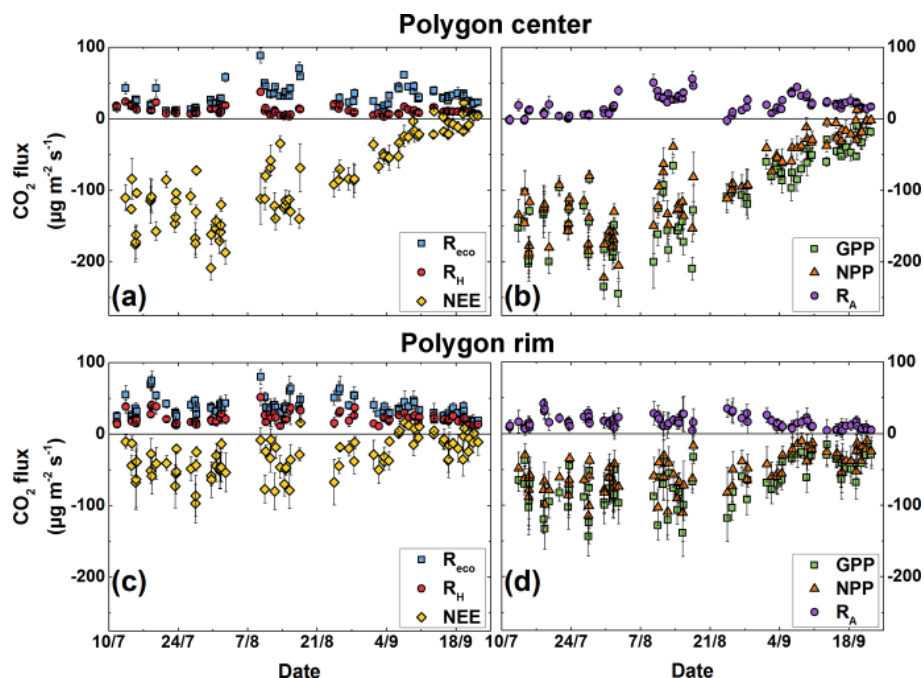 Polygon center
100
0
-100
-200
CO2 flux
(μg m-2 s-1)
(a)
Reco
RH
NEE
100
0
-100
-200
(b)
GPP
NPP
RA
Polygon rim
100
0
-100
-200
CO2 flux
(μg m-2 s-1)
(c)
Reco
RH
NEE
10/7 24/7 7/8 21/8 4/9 18/9
Date
100
0
-100
-200
(d)
GPP
NPP
RA
10/7 24/7 7/8 21/8 4/9 18/9
Date